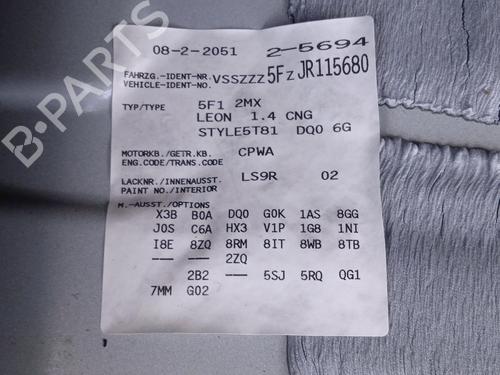 08-2-2051 2-5694
FAHRZG.-IDENT-NR. VSSZZZ5FZJR115680
VEHICLE-IDENT-NO.
TYP/TYPE 5F1 2MX
LEON 1.4 CNG
STYLE5T81 DQ0 6G
MOTORKB./GETR.KB. CPWA
ENG.CODE/TRANS.CODE
LACKNR./INNENAUSST. LS9R 02
PAINT NO./INTERIOR
M.-AUSST./OPTIONS
X3B B0A DQ0 G0K 1AS 8GG
J0S C6A HX3 V1P 1G8 1NI
I8E 8ZQ 8RM 8IT 8WB 8TB
--- --- 2ZQ
2B2 --- 5SJ 5RQ QG1
7MM G02
B-PARTS